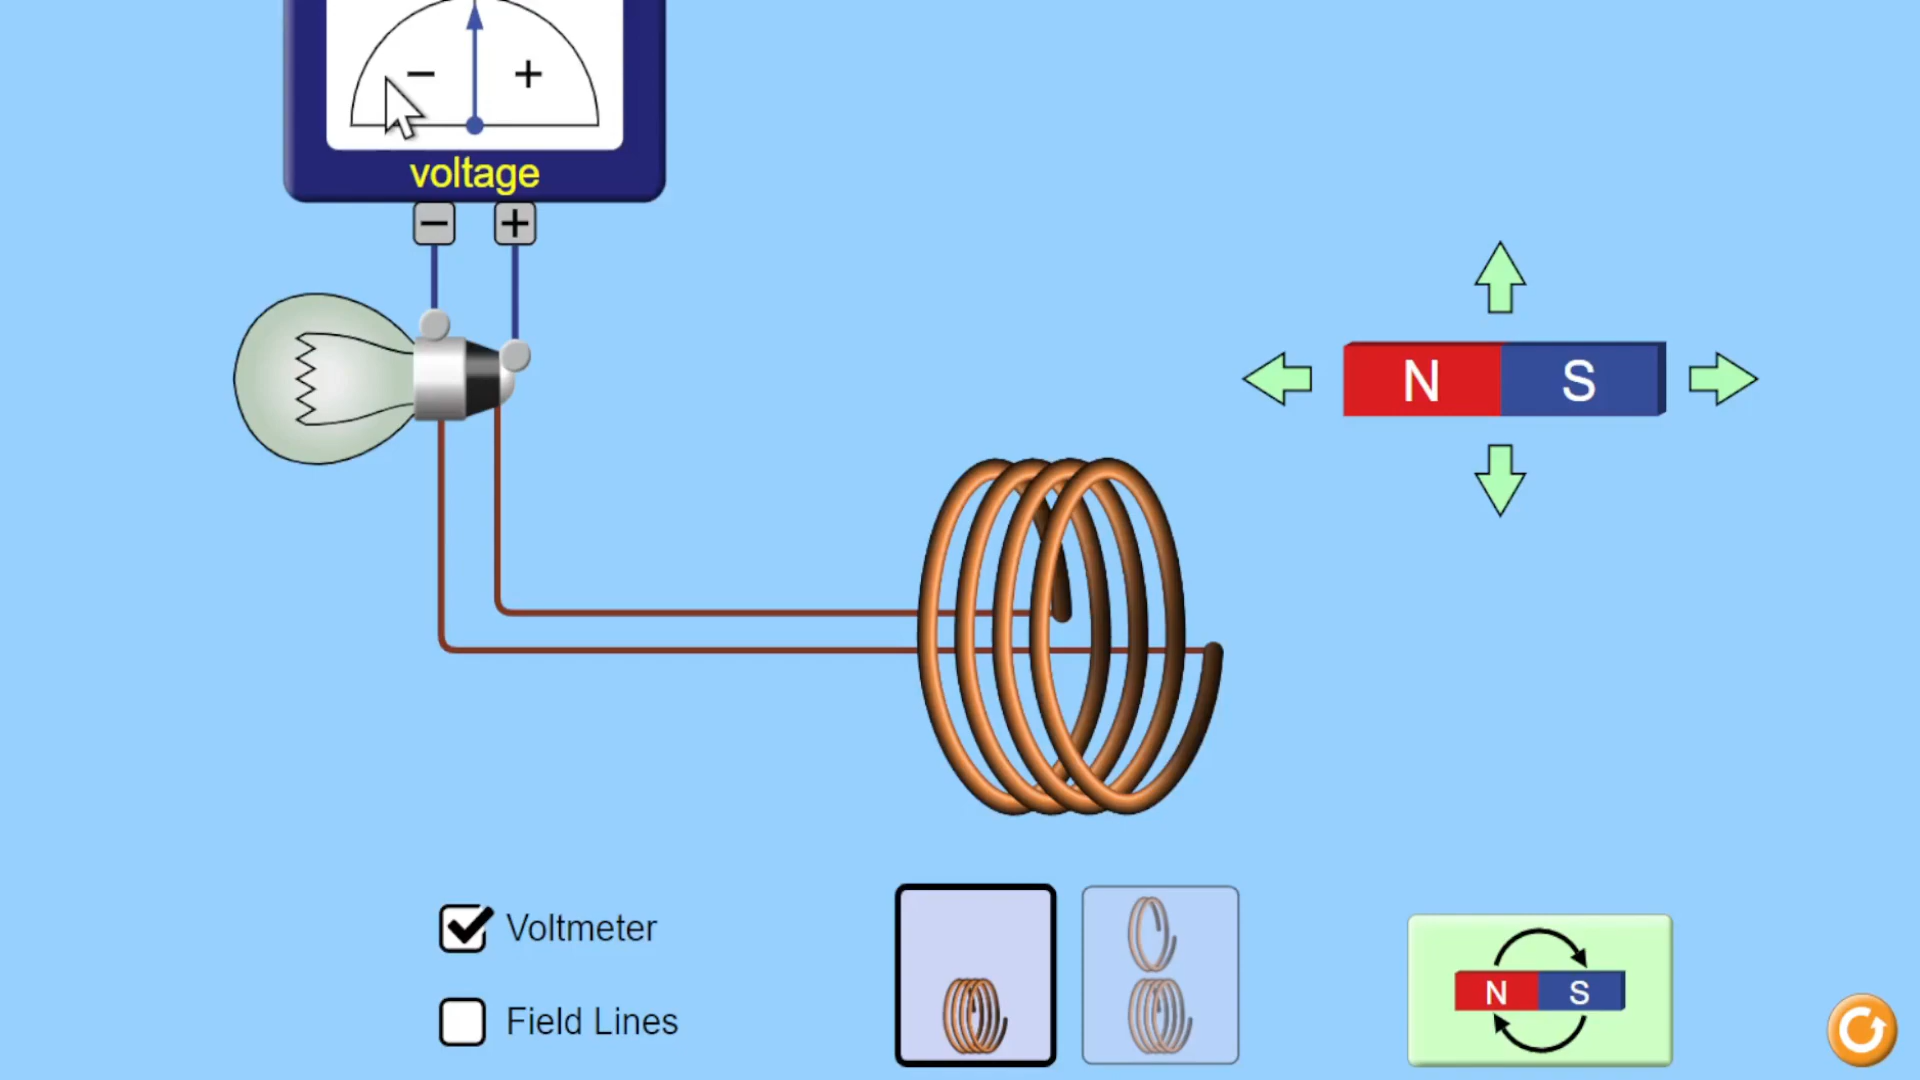 − +
voltage
− +
N S
Voltmeter
Field Lines
N S